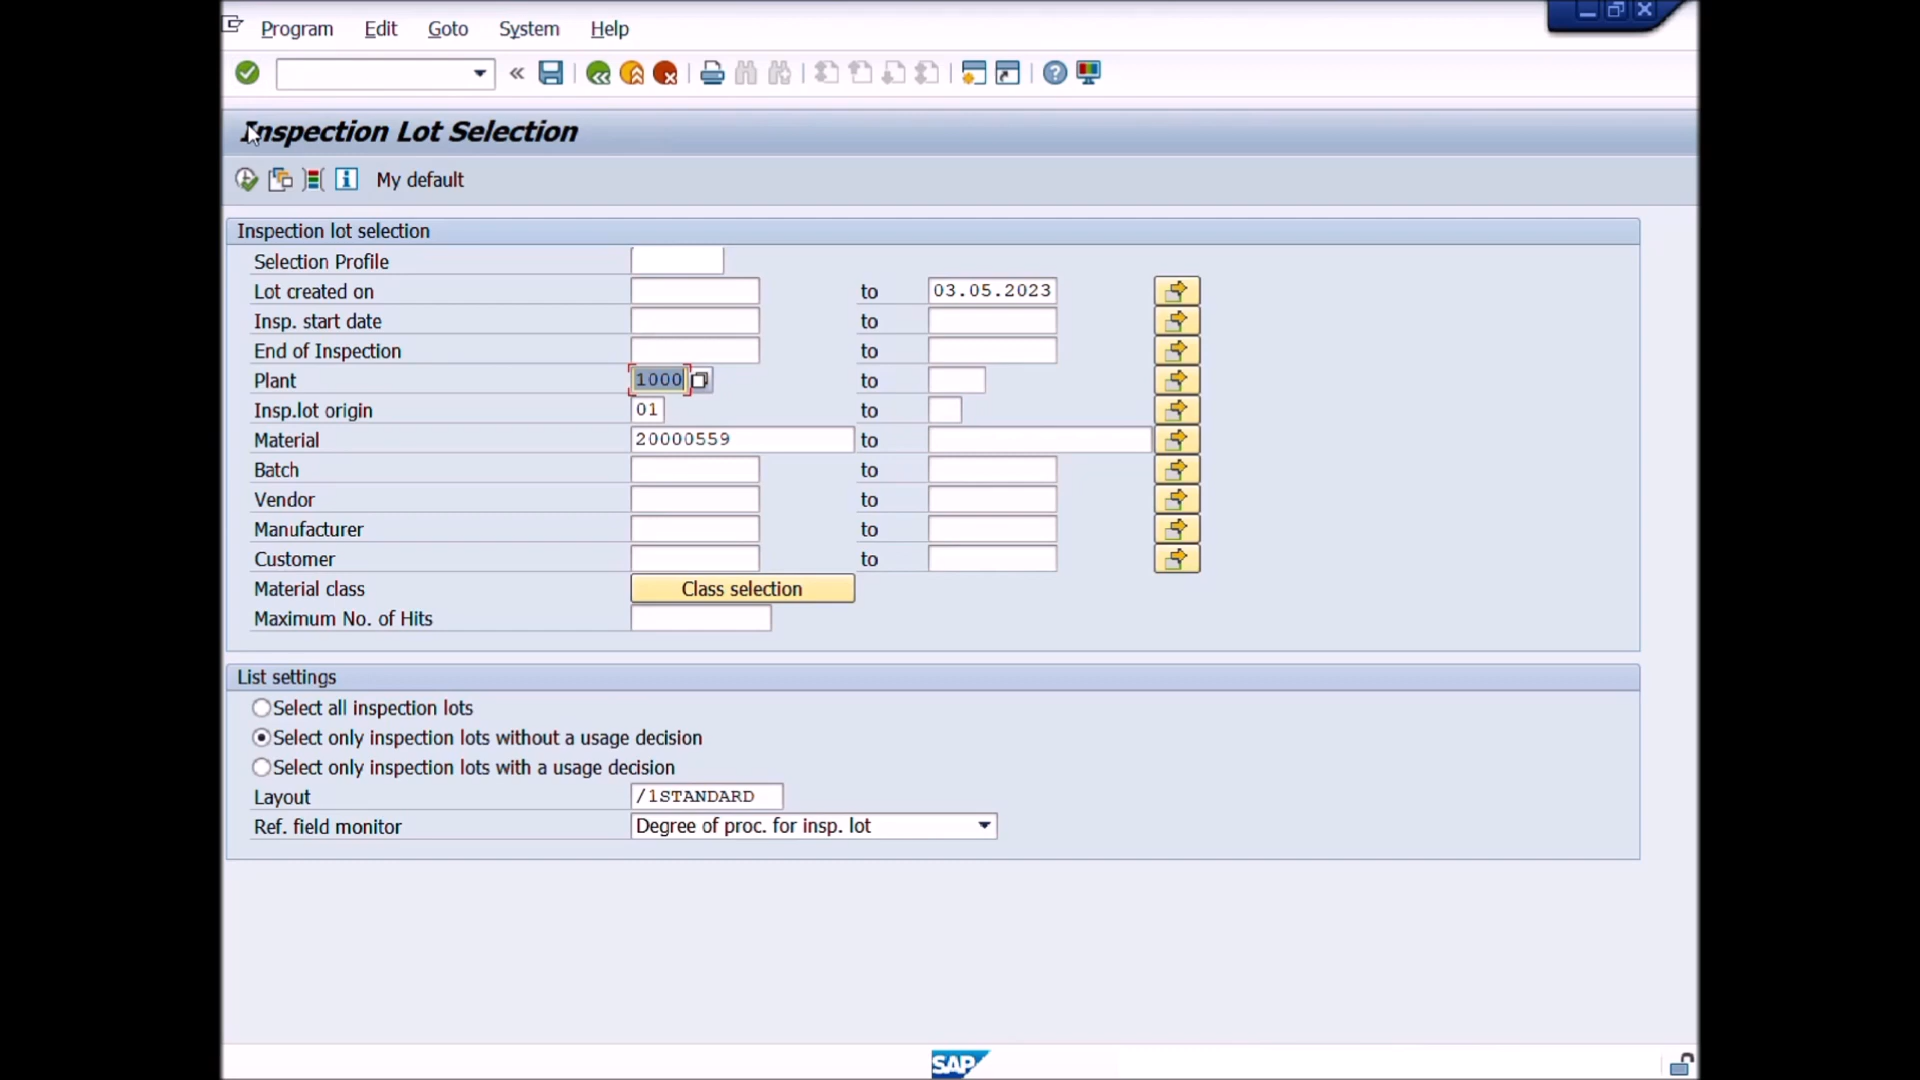 Program Edit Goto System Help
Inspection Lot Selection
My default
Inspection lot selection
Selection Profile
Lot created on to 03.05.2023
Insp. start date to
End of Inspection to
Plant 1000 to
Insp.lot origin 01 to
Material 20000559 to
Batch to
Vendor to
Manufacturer to
Customer to
Material class Class selection
Maximum No. of Hits
List settings
Select all inspection lots
Select only inspection lots without a usage decision
Select only inspection lots with a usage decision
Layout /1STANDARD
Ref. field monitor Degree of proc. for insp. lot
SAP